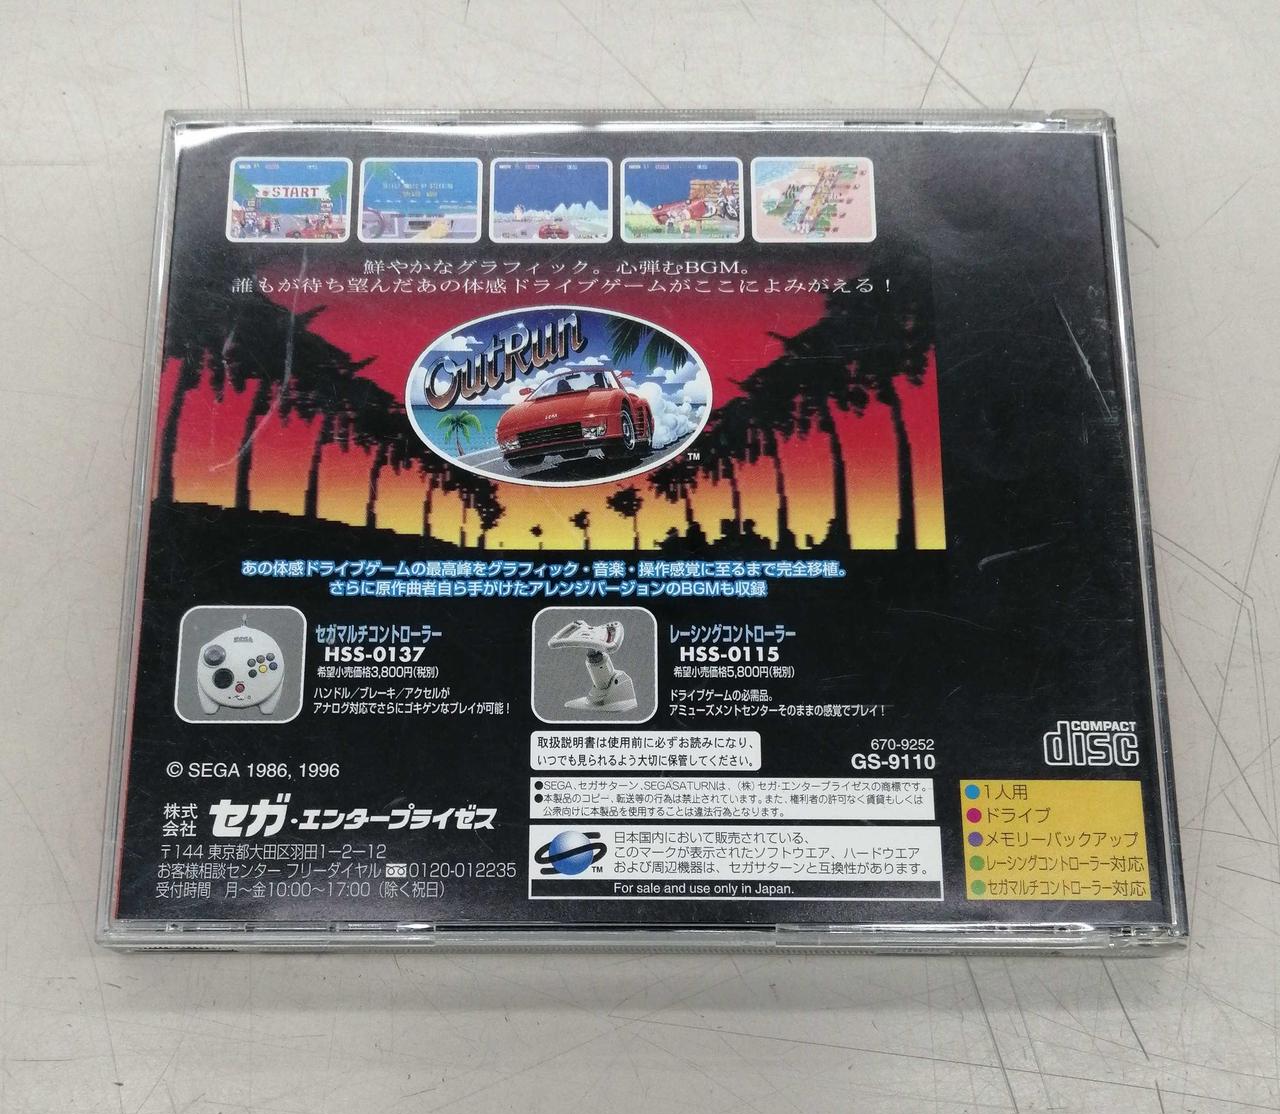 START
鮮やかなグラフィック。心弾むBGM。
誰もが待ち望んだあの体感ドライブゲームがここによみがえる!
OutRun
SEGA
TM
あの体感ドライブゲームの最高峰をグラフィック・音楽・操作感覚に至るまで完全移植。
さらに原作曲者自ら手がけたアレンジバージョンのBGMも収録
セガマルチコントローラー
HSS-0137
希望小売価格3,800円(税別)
ハンドル/ブレーキ/アクセルが
アナログ対応でさらにゴキゲンなプレイが可能!
レーシングコントローラー
HSS-0115
希望小売価格5,800円(税別)
ドライブゲームの必需品。
アミューズメントセンターそのままの感覚でプレイ!
取扱説明書は使用前に必ずお読みになり、
いつでも見られるよう大切に保管してください。
670-9252
GS-9110
COMPACT
disc
© SEGA 1986, 1996
株式会社 セガ・エンタープライゼス
〒144 東京都大田区羽田1-2-12
お客様相談センター フリーダイヤル 0120-012235
受付時間 月~金10:00~17:00(除く祝日)
●SEGA、セガサターン、SEGASATURNは、(株)セガ・エンタープライゼスの商標です。
●本製品のコピー、転送等の行為は禁止されています。また、権利者の許可なく賃貸もしくは
公衆向に本製品を使用することは違法行為となります。
TM
日本国内において販売されている、
このマークが表示されたソフトウエア、ハードウエア
および周辺機器は、セガサターンと互換性があります。
For sale and use only in Japan.
●1人用
●ドライブ
●メモリーバックアップ
●レーシングコントローラー対応
●セガマルチコントローラー対応